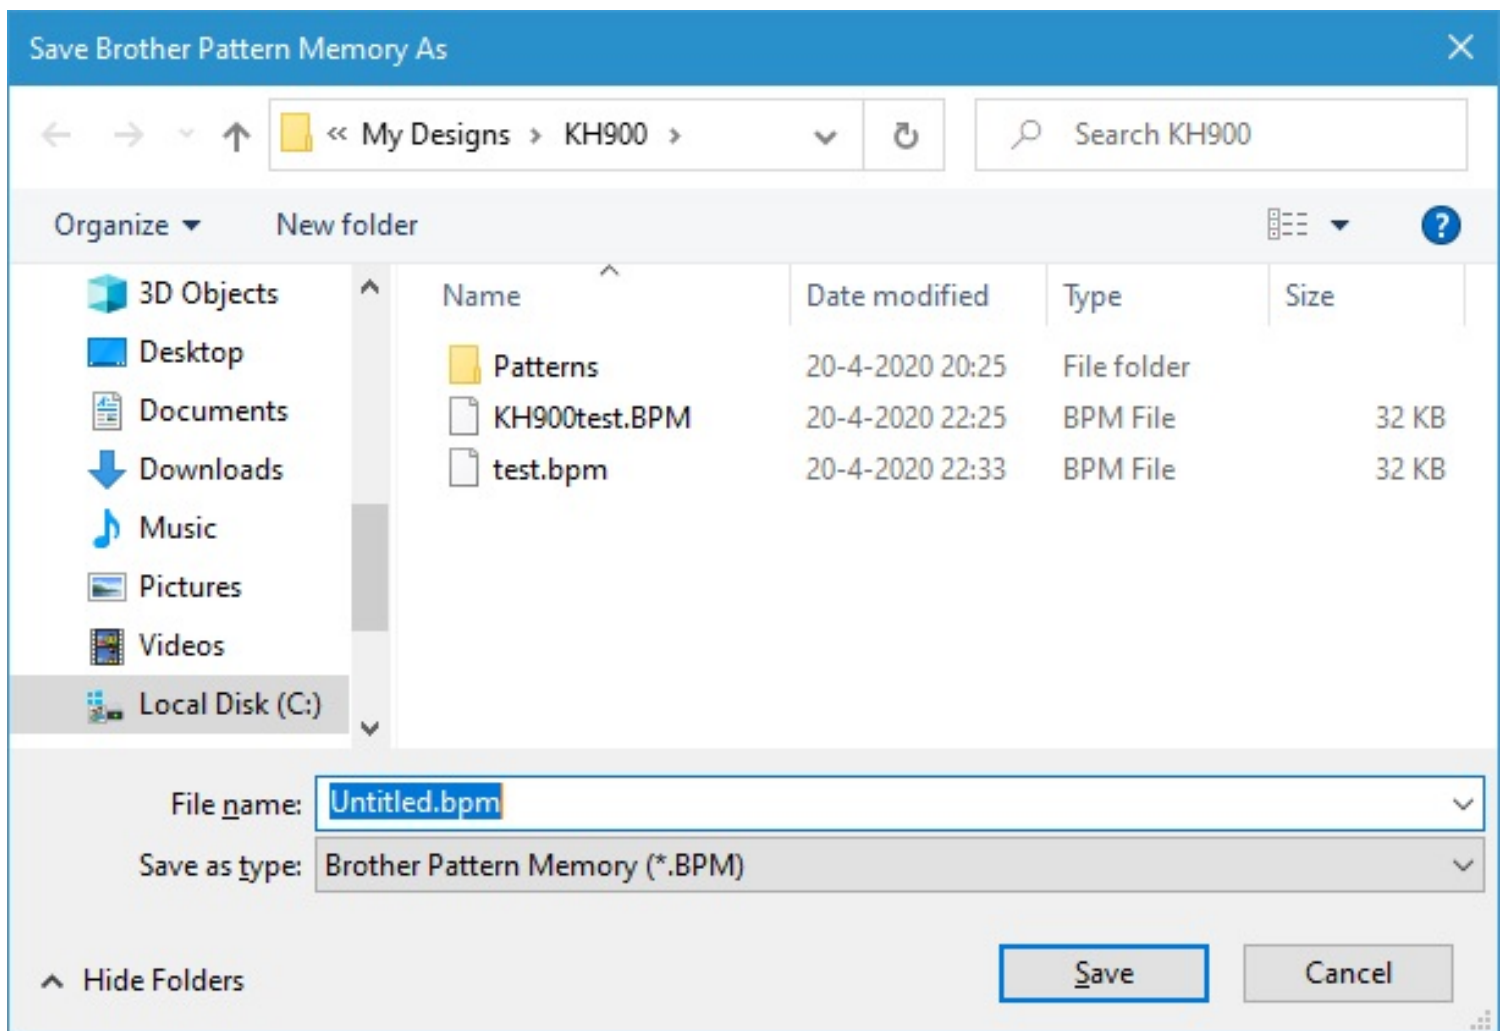 Save Brother Pattern Memory As
« My Designs › KH900 › Search KH900
Organize New folder ?
Name Date modified Type Size
3D Objects
Desktop
Documents
Downloads
Music
Pictures
Videos
Local Disk (C:)
Patterns 20-4-2020 20:25 File folder
KH900test.BPM 20-4-2020 22:25 BPM File 32 KB
test.bpm 20-4-2020 22:33 BPM File 32 KB
File name: Untitled.bpm
Save as type: Brother Pattern Memory (*.BPM)
Hide Folders Save Cancel